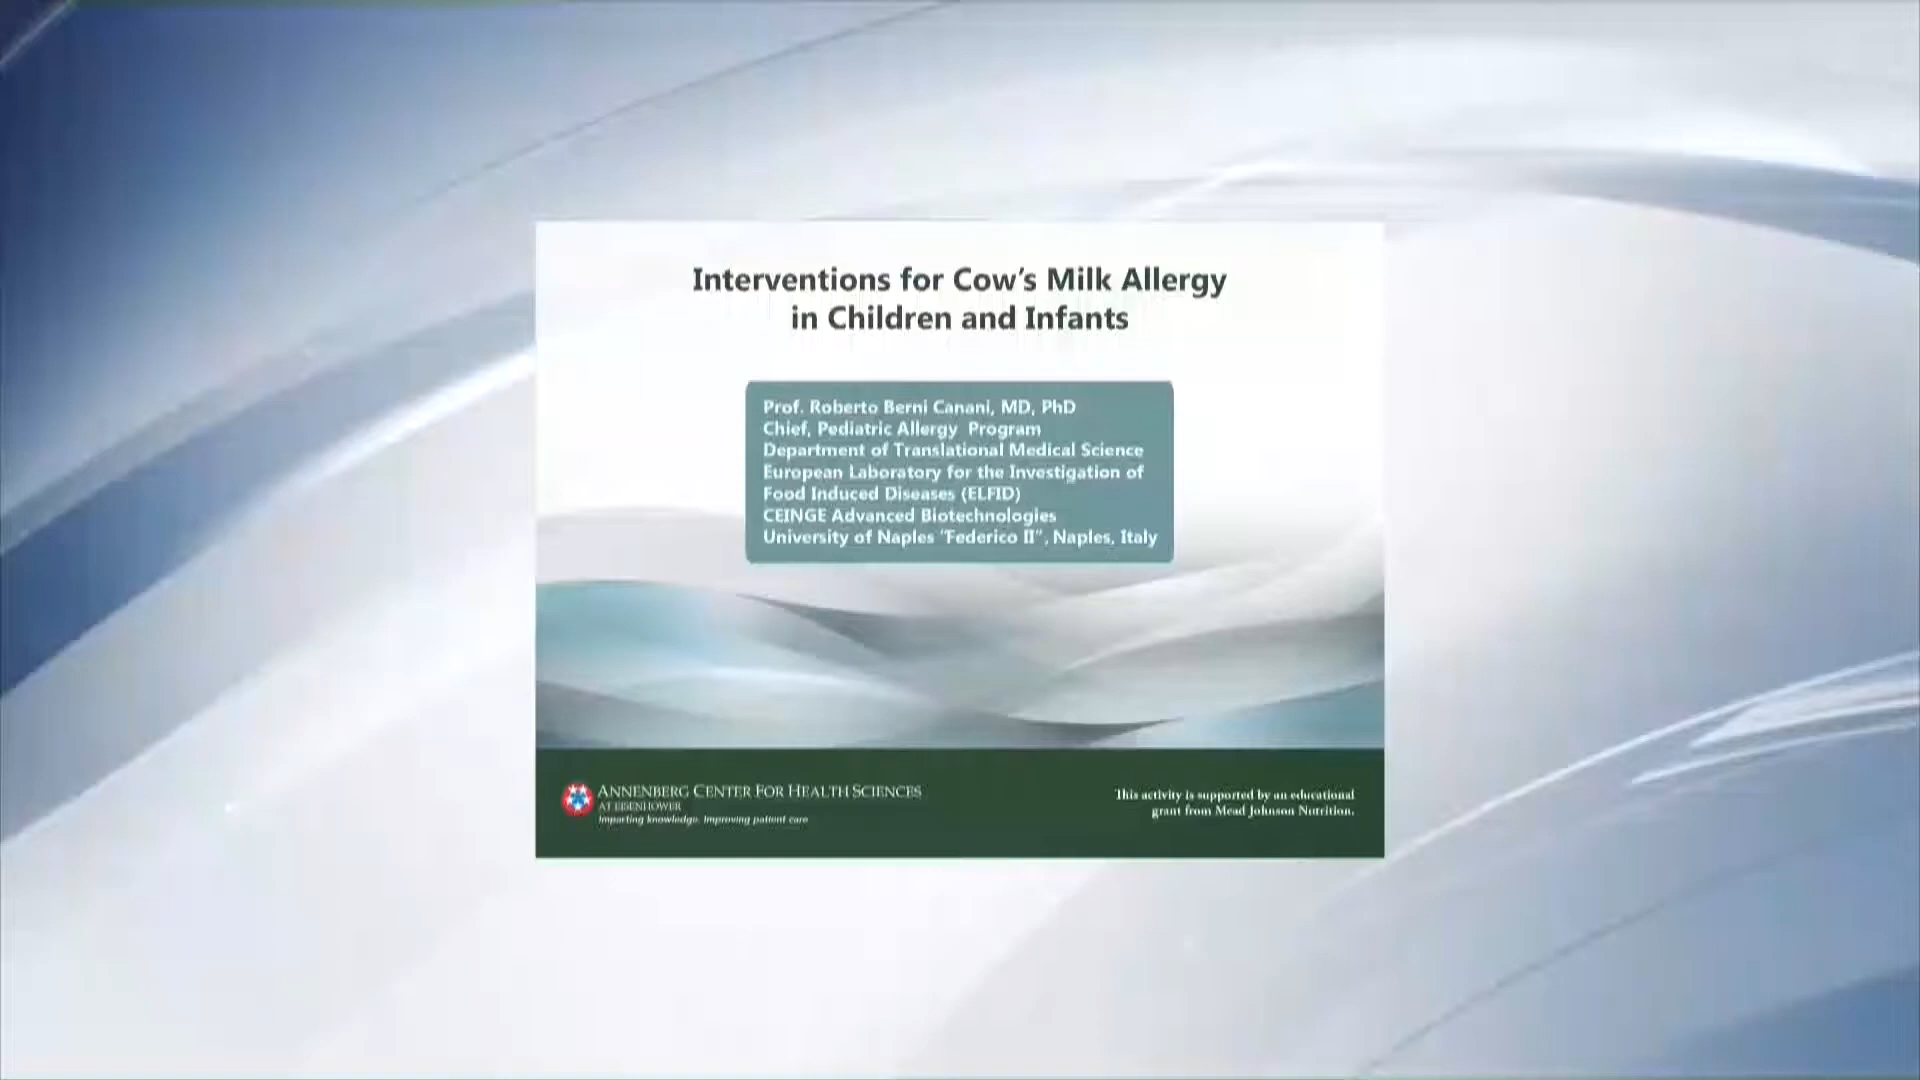 Interventions for Cow's Milk Allergy
in Children and Infants
Prof. Roberto Berni Canani, MD, PhD
Chief, Pediatric Allergy Program
Department of Translational Medical Science
European Laboratory for the Investigation of
Food Induced Diseases (ELFID)
CEINGE Advanced Biotechnologies
University of Naples “Federico II”, Naples, Italy
ANNENBERG CENTER FOR HEALTH SCIENCES
AT EISENHOWER
Imparting knowledge. Improving patient care
This activity is supported by an educational
grant from Mead Johnson Nutrition.